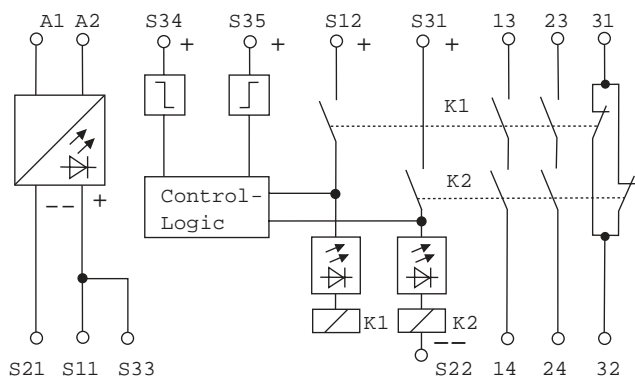 A1 A2 S34 S35 S12 S31 13 23 31
+ + + +
K1
K2
Control-
Logic
-- +
K1 K2
--
S21 S11 S33 S22 14 24 32